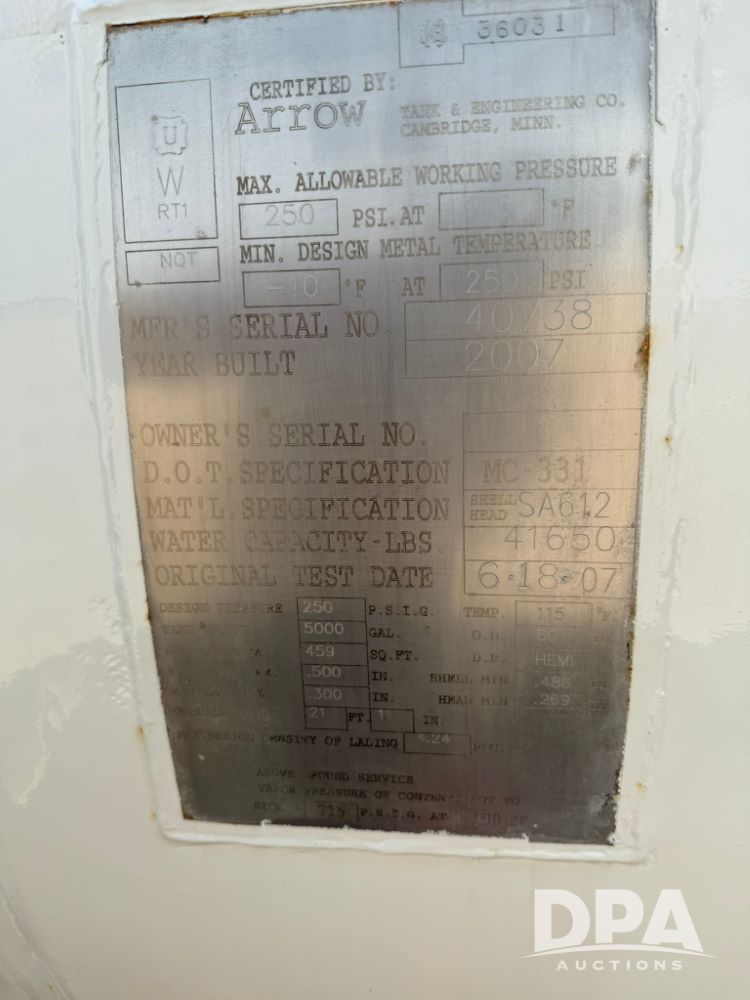 36031
CERTIFIED BY:
U
Arrow TANK & ENGINEERING CO.
CAMBRIDGE, MINN.
W
RT1
MAX. ALLOWABLE WORKING PRESSURE
250 PSI.AT °F
NQT
MIN. DESIGN METAL TEMPERATURE
°F AT 250 PSI
MFR'S SERIAL NO. 40738
YEAR BUILT 2007
OWNER'S SERIAL NO.
D.O.T. SPECIFICATION MC-331
MAT'L. SPECIFICATION SHELL HEAD SA612
WATER CAPACITY-LBS. 41650
ORIGINAL TEST DATE 6-18-07
DESIGN PRESSURE 250 P.S.I.G. TEMP. 115 °F
5000 GAL. O.D.
459 SQ.FT. D.R. HEMI
.500 IN. SHELL MIN .486
.300 IN. HEAD MIN .269
OVERALL 21 FT. 11 IN.
MAX.DESIGN DENSITY OF LADING
ABOVE GROUND SERVICE
VAPOR PRESSURE OF CONTENTS NOT TO
215 P.S.I.G. AT 100
DPA
AUCTIONS